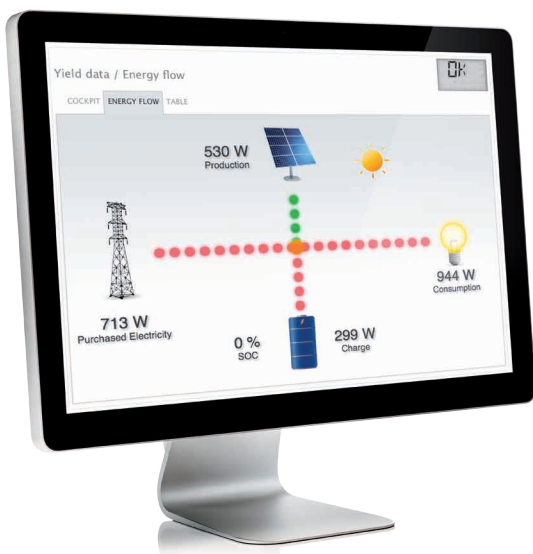 Yield data / Energy flow
OK
COCKPIT ENERGY FLOW TABLE
530 W
Production
944 W
Consumption
713 W
Purchased Electricity
0 %
SOC
299 W
Charge